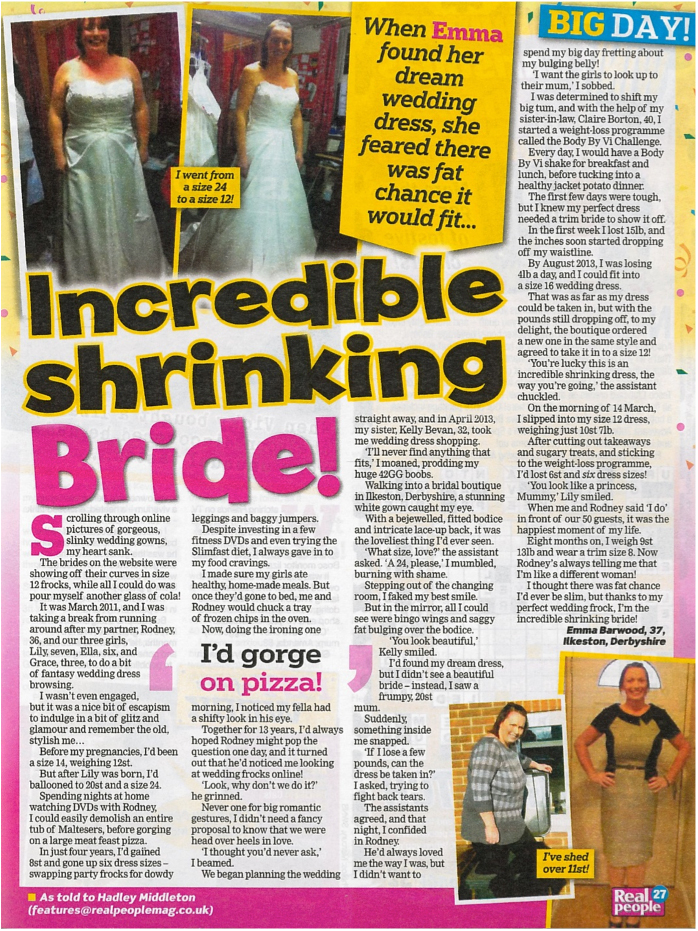 BIG DAY!
When Emma
found her
dream
wedding
dress, she
feared there
was fat
chance it
would fit...
I went from
a size 24
to a size 12!
Incredible
shrinking
Bride!
Scrolling through online
pictures of gorgeous,
slinky wedding gowns,
my heart sank.
The brides on the website were
showing off their curves in size
12 frocks, while all I could do was
pour myself another glass of cola!
It was March 2011, and I was
taking a break from running
around after my partner, Rodney,
36, and our three girls,
Lily, seven, Ella, six, and
Grace, three, to do a bit
of fantasy wedding dress
browsing.
I wasn't even engaged,
but it was a nice bit of escapism
to indulge in a bit of glitz and
glamour and remember the old,
stylish me...
Before my pregnancies, I'd been
a size 14, weighing 12st.
But after Lily was born, I'd
ballooned to 20st and a size 24.
Spending nights at home
watching DVDs with Rodney,
I could easily demolish an entire
tub of Maltesers, before gorging
on a large meat feast pizza.
In just four years, I'd gained
8st and gone up six dress sizes –
swapping party frocks for dowdy
leggings and baggy jumpers.
Despite investing in a few
fitness DVDs and even trying the
Slimfast diet, I always gave in to
my food cravings.
I made sure my girls ate
healthy, home-made meals. But
once they'd gone to bed, me and
Rodney would chuck a tray
of frozen chips in the oven.
Now, doing the ironing one
‘I'd gorge
on pizza!’
morning, I noticed my fella had
a shifty look in his eye.
Together for 13 years, I'd always
hoped Rodney might pop the
question one day, and it turned
out that he'd noticed me looking
at wedding frocks online!
'Look, why don't we do it?'
he grinned.
Never one for big romantic
gestures, I didn't need a fancy
proposal to know that we were
head over heels in love.
'I thought you'd never ask,'
I beamed.
We began planning the wedding
straight away, and in April 2013,
my sister, Kelly Bevan, 32, took
me wedding dress shopping.
'I'll never find anything that
fits,' I moaned, prodding my
huge 42GG boobs.
Walking into a bridal boutique
in Ilkeston, Derbyshire, a stunning
white gown caught my eye.
With a bejewelled, fitted bodice
and intricate lace-up back, it was
the loveliest thing I'd ever seen.
'What size, love?' the assistant
asked. 'A 24, please,' I mumbled,
burning with shame.
Stepping out of the changing
room, I faked my best smile.
But in the mirror, all I could
see were bingo wings and saggy
fat bulging over the bodice.
'You look beautiful,'
Kelly smiled.
I'd found my dream dress,
but I didn't see a beautiful
bride – instead, I saw a
frumpy, 20st
mum.
Suddenly,
something inside
me snapped.
'If I lose a few
pounds, can the
dress be taken in?'
I asked, trying to
fight back tears.
The assistants
agreed, and that
night, I confided
in Rodney.
He'd always loved
me the way I was, but
I didn't want to
spend my big day fretting about
my bulging belly!
'I want the girls to look up to
their mum,' I sobbed.
I was determined to shift my
big tum, and with the help of my
sister-in-law, Claire Borton, 40, I
started a weight-loss programme
called the Body By Vi Challenge.
Every day, I would have a Body
By Vi shake for breakfast and
lunch, before tucking into a
healthy jacket potato dinner.
The first few days were tough,
but I knew my perfect dress
needed a trim bride to show it off.
In the first week I lost 15lb, and
the inches soon started dropping
off my waistline.
By August 2013, I was losing
4lb a day, and I could fit into
a size 16 wedding dress.
That was as far as my dress
could be taken in, but with the
pounds still dropping off, to my
delight, the boutique ordered
a new one in the same style and
agreed to take it in to a size 12!
'You're lucky this is an
incredible shrinking dress, the
way you're going,' the assistant
chuckled.
On the morning of 14 March,
I slipped into my size 12 dress,
weighing just 10st 7lb.
After cutting out takeaways
and sugary treats, and sticking
to the weight-loss programme,
I'd lost 6st and six dress sizes!
'You look like a princess,
Mummy,' Lily smiled.
When me and Rodney said 'I do'
in front of our 50 guests, it was the
happiest moment of my life.
Eight months on, I weigh 9st
13lb and wear a trim size 8. Now
Rodney's always telling me that
I'm like a different woman!
I thought there was fat chance
I'd ever be slim, but thanks to my
perfect wedding frock, I'm the
incredible shrinking bride!
Emma Barwood, 37,
Ilkeston, Derbyshire
I've shed
over 11st!
As told to Hadley Middleton
(features@realpeoplemag.co.uk)
Real people 27